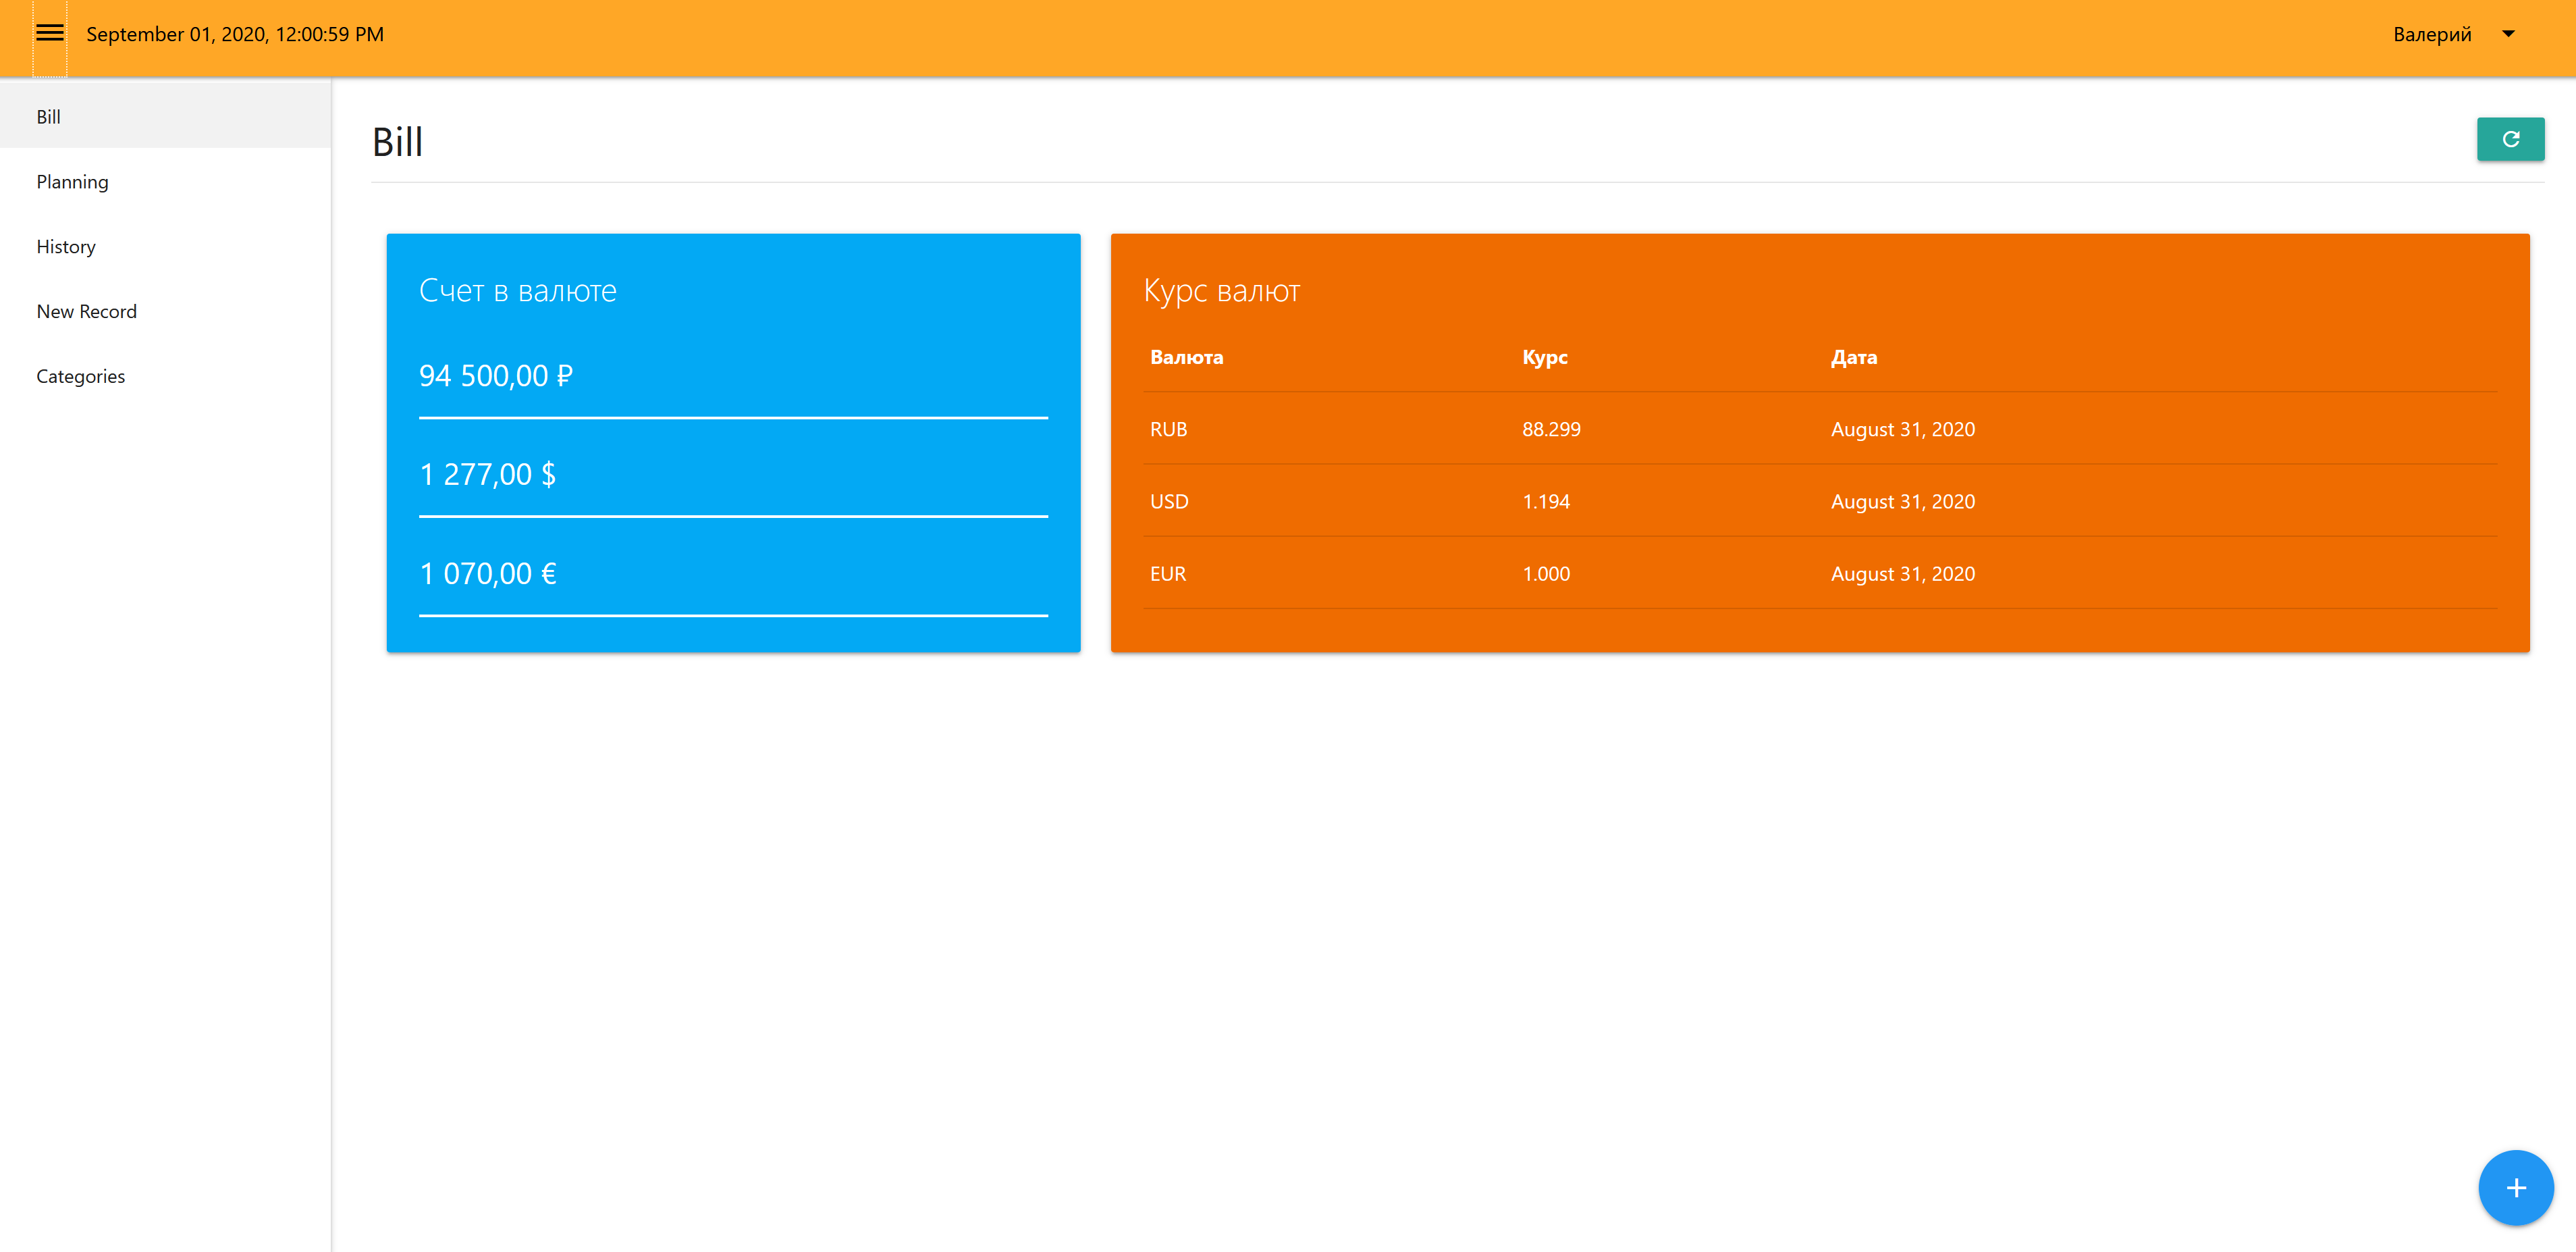 September 01, 2020, 12:00:59 PM
Валерий
Bill
Planning
History
New Record
Categories
Bill
Счет в валюте
94 500,00 ₽
1 277,00 $
1 070,00 €
Курс валют
Валюта Курс Дата
RUB 88.299 August 31, 2020
USD 1.194 August 31, 2020
EUR 1.000 August 31, 2020